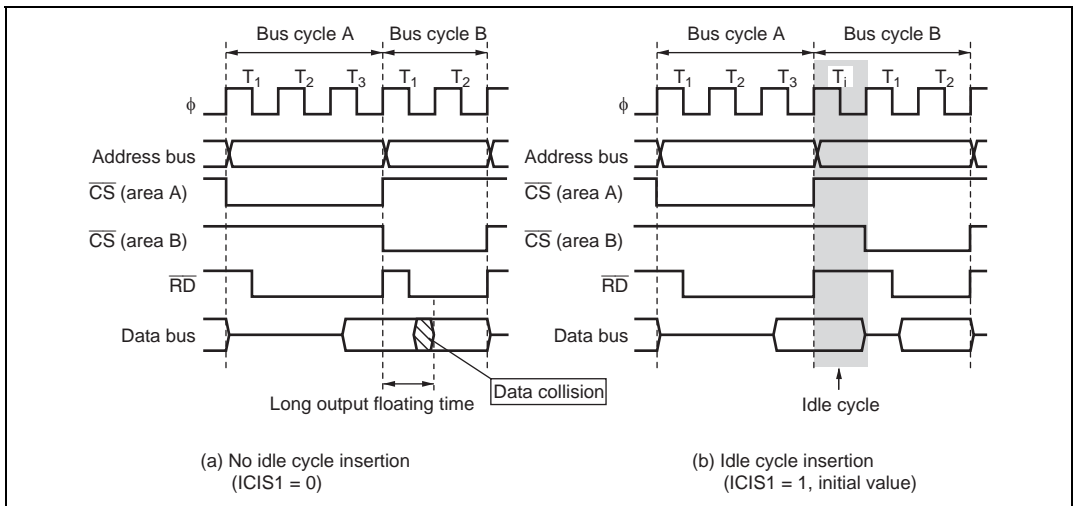 Bus cycle A
Bus cycle B
T1 T2 T3 T1 T2
φ
Address bus
CS (area A)
CS (area B)
RD
Data bus
Data collision
Long output floating time
(a) No idle cycle insertion
(ICIS1 = 0)
Bus cycle A
Bus cycle B
T1 T2 T3 Ti T1 T2
φ
Address bus
CS (area A)
CS (area B)
RD
Data bus
Idle cycle
(b) Idle cycle insertion
(ICIS1 = 1, initial value)